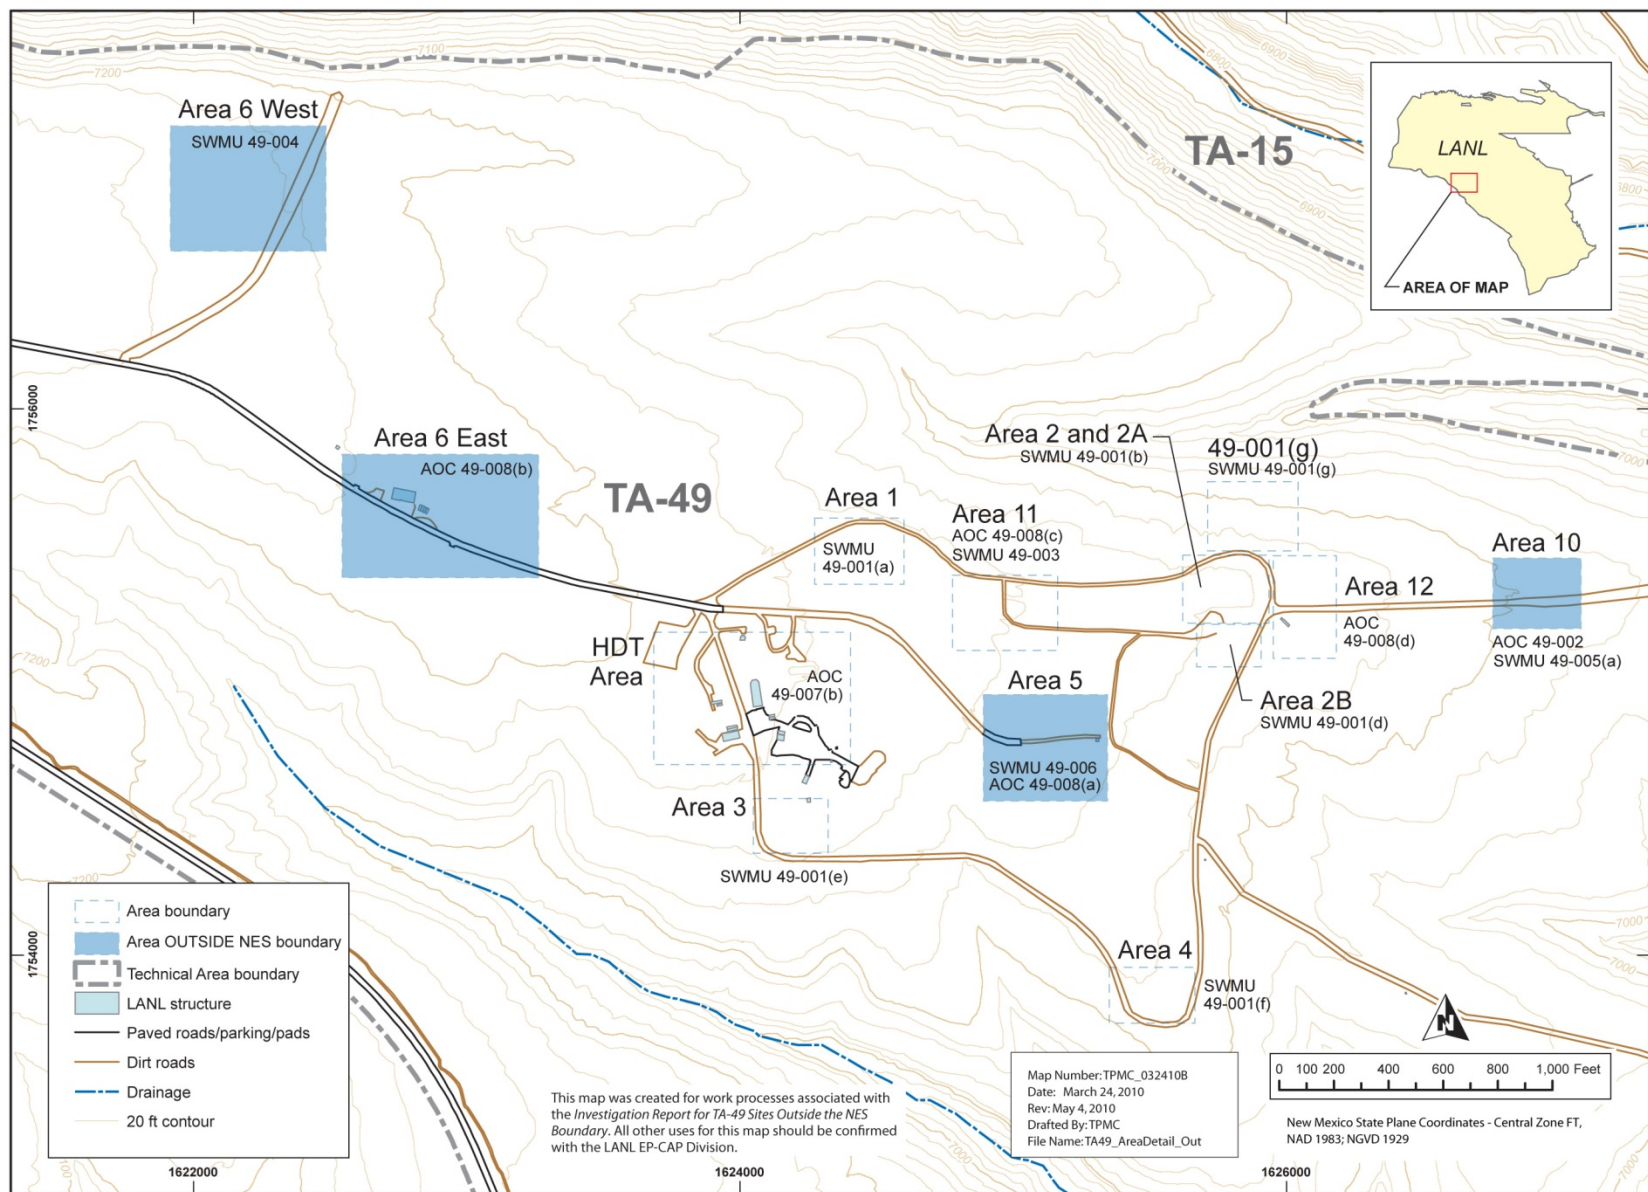 7100
7200
6800
6900
Area 6 West
SWMU 49-004
TA-15
LANL
7000
6900
6800
AREA OF MAP
1756000
Area 6 East
AOC 49-008(b)
TA-49
Area 2 and 2A
SWMU 49-001(b)
49-001(g)
SWMU 49-001(g)
7000
Area 1
SWMU
49-001(a)
Area 11
AOC 49-008(c)
SWMU 49-003
Area 10
Area 12
AOC
49-008(d)
AOC 49-002
SWMU 49-005(a)
7200
HDT
Area
AOC
49-007(b)
Area 5
SWMU 49-006
AOC 49-008(a)
Area 2B
SWMU 49-001(d)
7100
Area 3
SWMU 49-001(e)
7200
7000
7000
1754000
Area 4
SWMU
49-001(f)
Area boundary
Area OUTSIDE NES boundary
Technical Area boundary
LANL structure
Paved roads/parking/pads
Dirt roads
Drainage
20 ft contour
N
This map was created for work processes associated with
the Investigation Report for TA-49 Sites Outside the NES
Boundary. All other uses for this map should be confirmed
with the LANL EP-CAP Division.
Map Number:TPMC_032410B
Date: March 24, 2010
Rev: May 4, 2010
Drafted By:TPMC
File Name:TA49_AreaDetail_Out
0 100 200 400 600 800 1,000 Feet
New Mexico State Plane Coordinates - Central Zone FT,
NAD 1983; NGVD 1929
7000
1622000
1624000
1626000